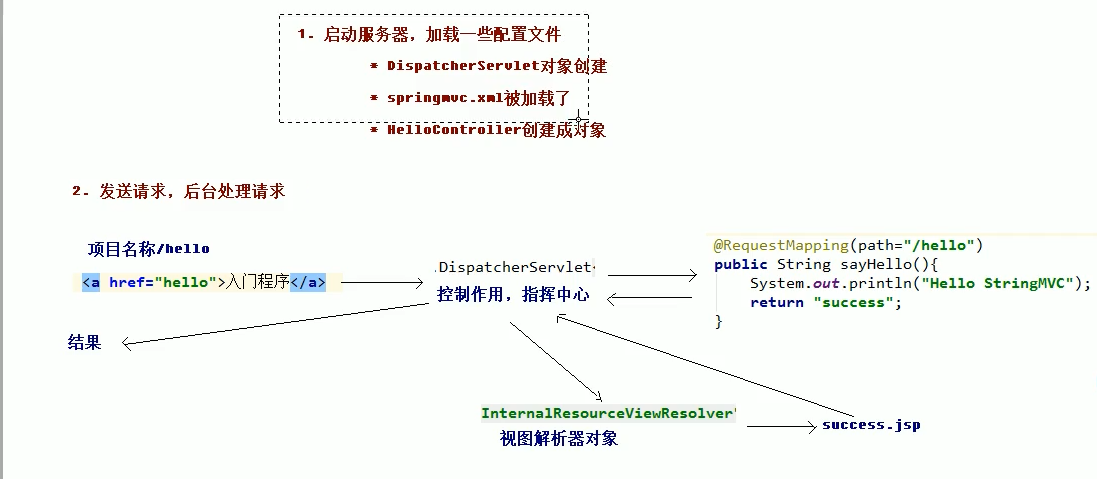 1. 启动服务器，加载一些配置文件
* DispatcherServlet对象创建
* springmvc.xml被加载了
* HelloController创建成对象
2. 发送请求，后台处理请求
项目名称/hello
<a href="hello">入门程序</a>
.DispatcherServlet
控制作用，指挥中心
@RequestMapping(path="/hello")
public String sayHello(){
System.out.println("Hello StringMVC");
return "success";
}
结果
InternalResourceViewResolver"
视图解析器对象
success.jsp